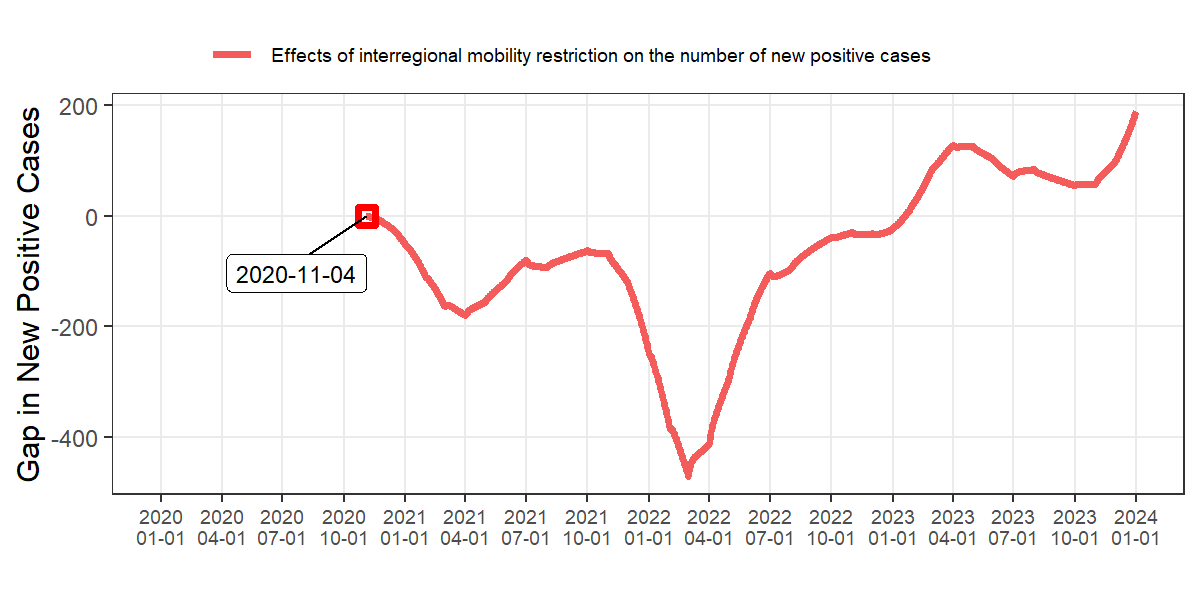 Effects of interregional mobility restriction on the number of new positive cases
Gap in New Positive Cases
200
0
-200
-400
2020-11-04
2020 2020 2020 2020 2021 2021 2021 2021 2022 2022 2022 2022 2023 2023 2023 2023 2024
01-01 04-01 07-01 10-01 01-01 04-01 07-01 10-01 01-01 04-01 07-01 10-01 01-01 04-01 07-01 10-01 01-01